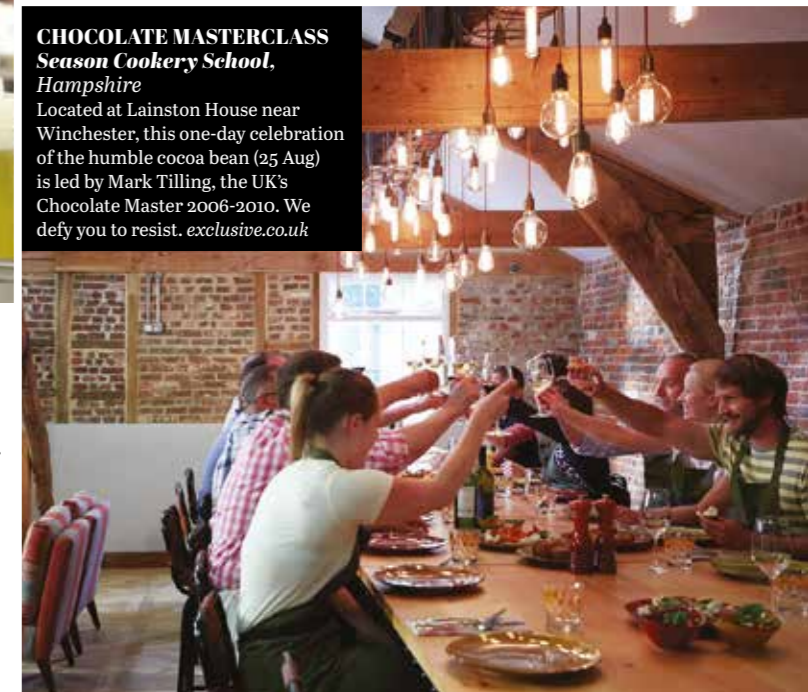 CHOCOLATE MASTERCLASS
Season Cookery School,
Hampshire
Located at Lainston House near
Winchester, this one-day celebration
of the humble cocoa bean (25 Aug)
is led by Mark Tilling, the UK's
Chocolate Master 2006-2010. We
defy you to resist. exclusive.co.uk